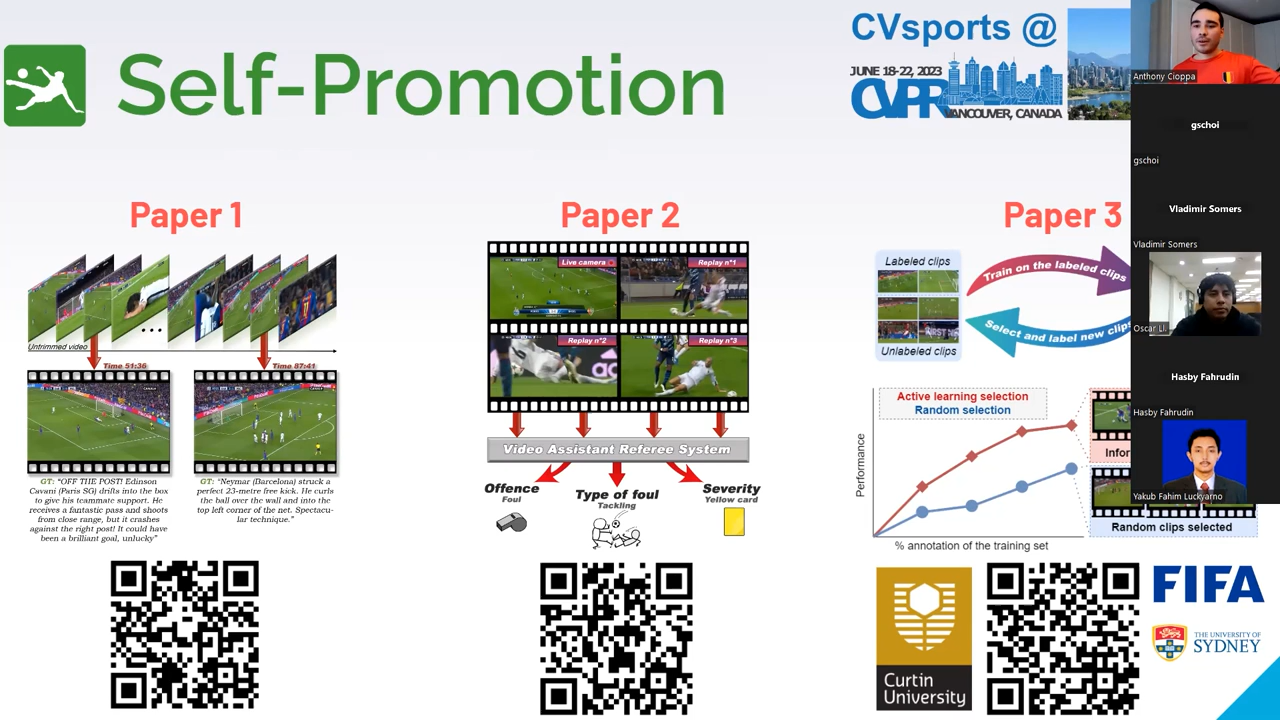 Self-Promotion
CVsports @
JUNE 18-22, 2023
CVPR
VANCOUVER, CANADA
Anthony Cioppa
gschoi
gschoi
Vladimir Somers
Vladimir Somers
Oscar Ll.
Hasby Fahrudin
Hasby Fahrudin
Yakub Fahim Luckyarno
Paper 1
Untrimmed video
Time 51:36
Time 87:41
GT: "OFF THE POST! Edinson
Cavani (Paris SG) drifts into the box
to give his teammate support. He
receives a fantastic pass and shoots
from close range, but it crashes
against the right post! It could have
been a brilliant goal, unlucky"
GT: "Neymar (Barcelona) struck a
perfect 23-metre free kick. He curls
the ball over the wall and into the
top left corner of the net. Spectacu-
lar technique."
Paper 2
Live camera
Replay n°1
Replay n°2
Replay n°3
Video Assistant Referee System
Offence
Foul
Type of foul
Tackling
Severity
Yellow card
Paper 3
Labeled clips
Train on the labeled clips
Select and label new clips
Unlabeled clips
Active learning selection
Random selection
Performance
% annotation of the training set
Infor
Random clips selected
Curtin
University
FIFA
THE UNIVERSITY OF
SYDNEY